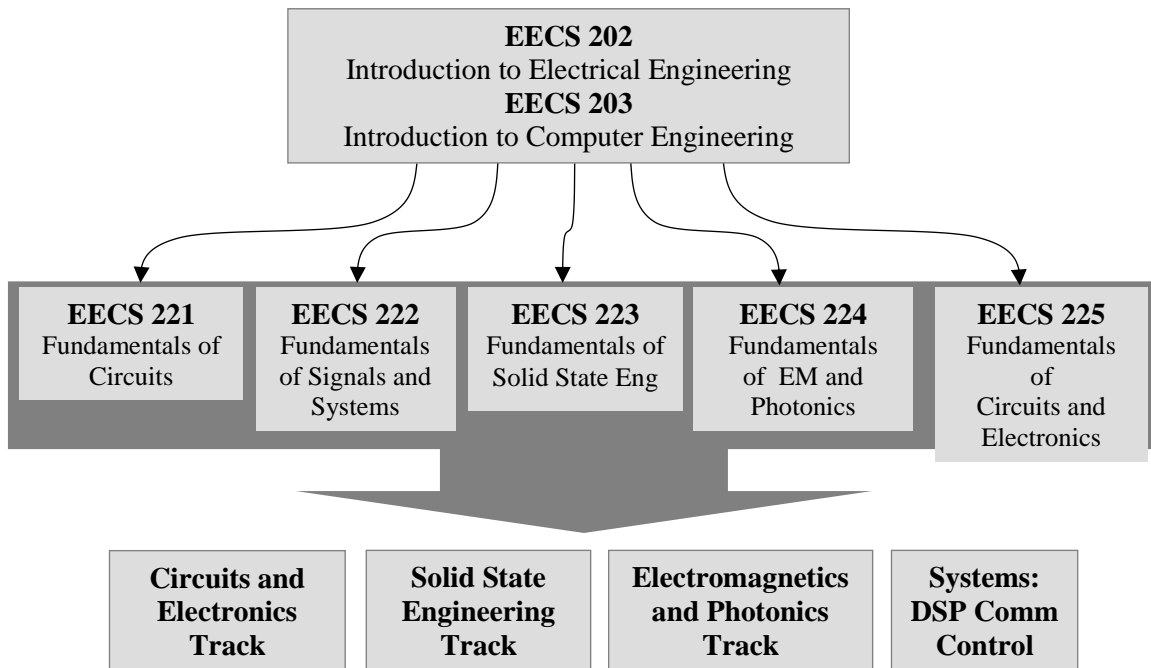 EECS 202
Introduction to Electrical Engineering
EECS 203
Introduction to Computer Engineering
EECS 221
Fundamentals of
Circuits
EECS 222
Fundamentals
of Signals and
Systems
EECS 223
Fundamentals of
Solid State Eng
EECS 224
Fundamentals
of EM and
Photonics
EECS 225
Fundamentals
of
Circuits and
Electronics
Circuits and
Electronics
Track
Solid State
Engineering
Track
Electromagnetics
and Photonics
Track
Systems:
DSP Comm
Control